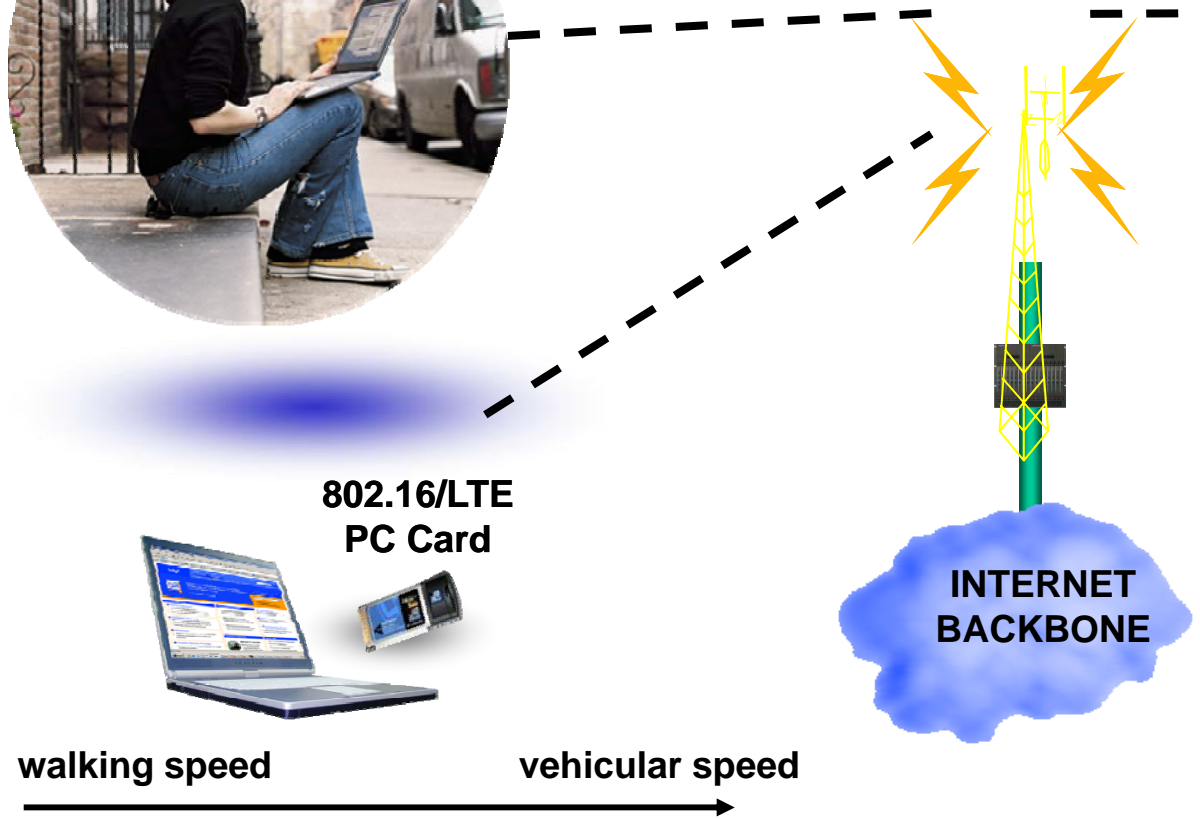 802.16/LTE
PC Card
INTERNET
BACKBONE
walking speed vehicular speed